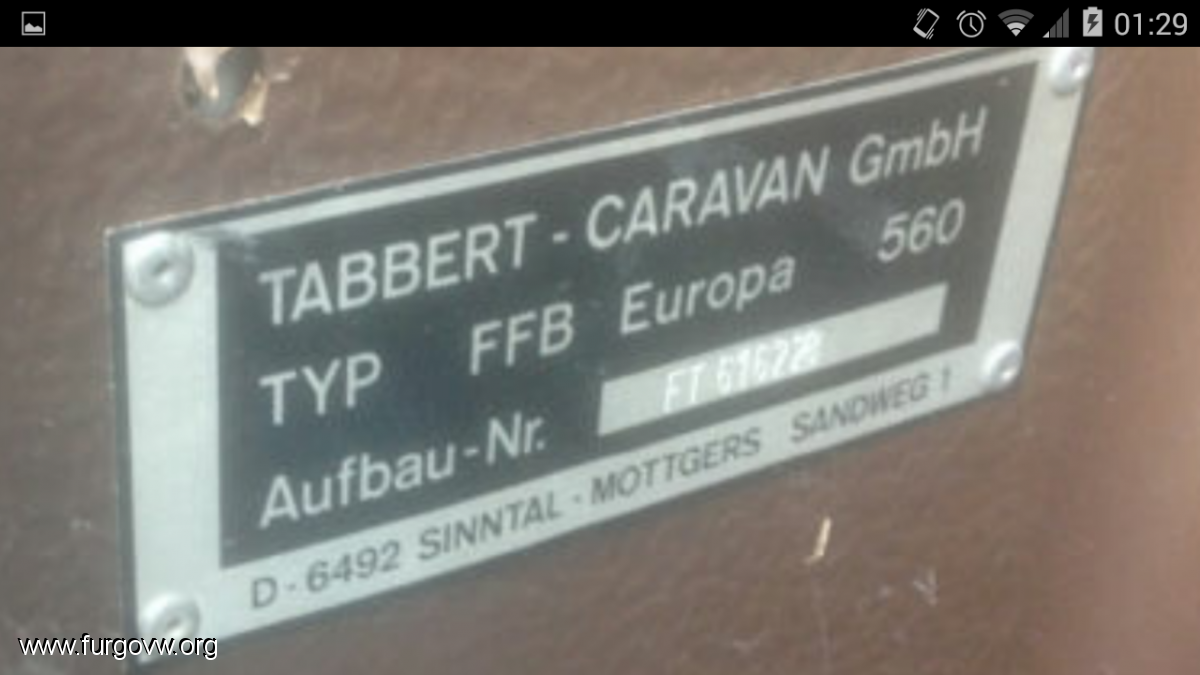 01:29
TABBERT - CARAVAN GmbH
TYP FFB Europa 560
Aufbau-Nr. FT
D - 6492 SINNTAL - MOTTGERS SANDWEG 1
www.furgovw.org